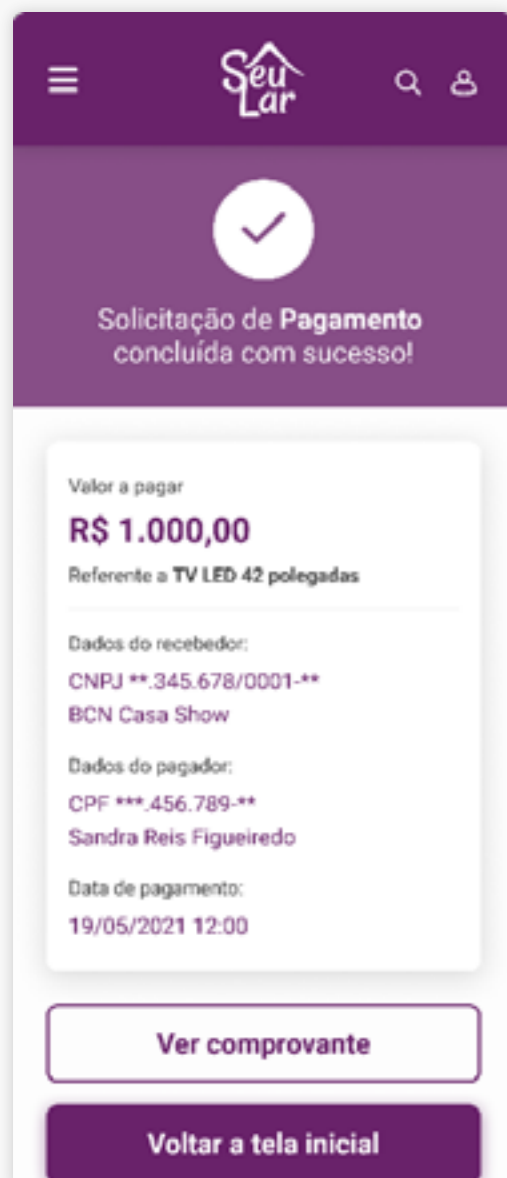 Seu
Lar
Solicitação de Pagamento
concluída com sucesso!
Valor a pagar
R$ 1.000,00
Referente a TV LED 42 polegadas
Dados do recebedor:
CNPJ **.345.678/0001-**
BCN Casa Show
Dados do pagador:
CPF ***.456.789-**
Sandra Reis Figueiredo
Data de pagamento:
19/05/2021 12:00
Ver comprovante
Voltar a tela inicial